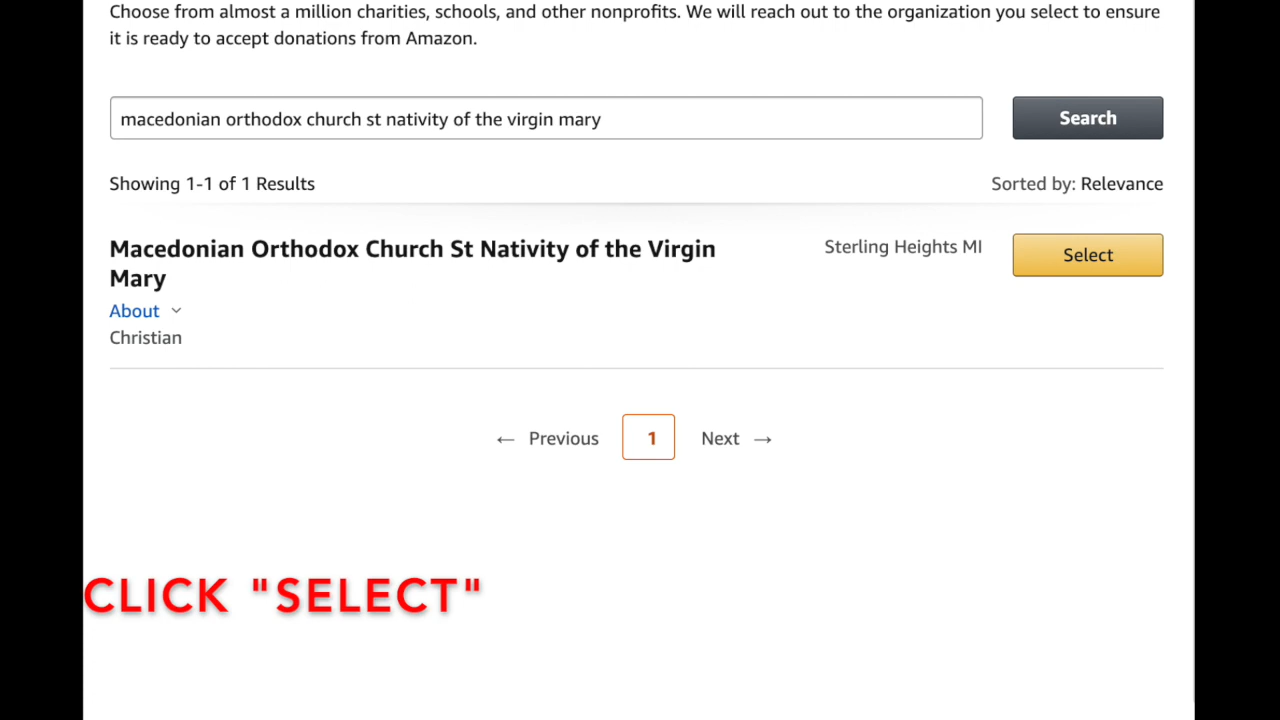 Choose from almost a million charities, schools, and other nonprofits. We will reach out to the organization you select to ensure
it is ready to accept donations from Amazon.
macedonian orthodox church st nativity of the virgin mary
Search
Showing 1-1 of 1 Results
Sorted by: Relevance
Macedonian Orthodox Church St Nativity of the Virgin
Mary
Sterling Heights MI
Select
About
Christian
← Previous 1 Next →
CLICK "SELECT"